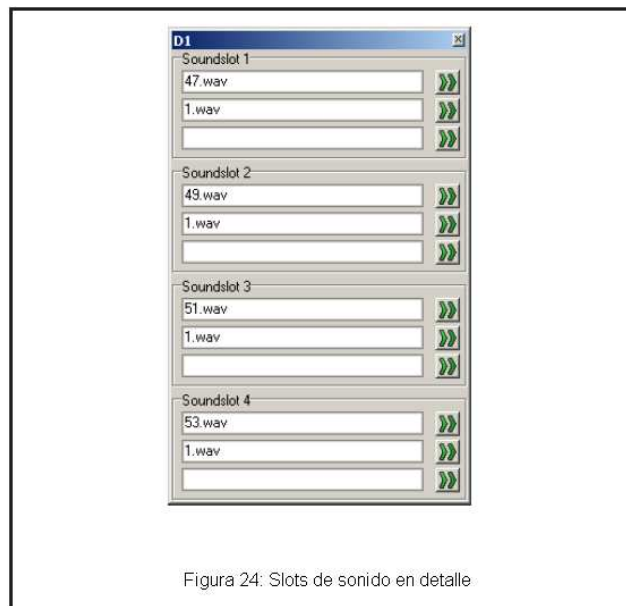 D1
Soundslot 1
47.wav
1.wav
Soundslot 2
49.wav
1.wav
Soundslot 3
51.wav
1.wav
Soundslot 4
53.wav
1.wav
Figura 24: Slots de sonido en detalle